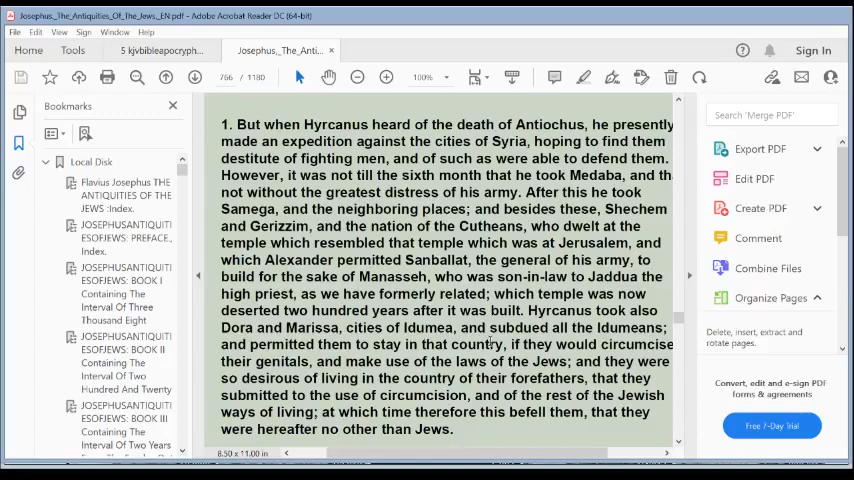 Josephus,_The_Antiquities_Of_The_Jews_EN.pdf - Adobe Acrobat Reader DC (64-bit)
File Edit View Sign Window Help
Home Tools 5 kjvbibleapocryph... Josephus,_The_Anti... × Sign In
766 / 1180 100%
Bookmarks
Local Disk
Flavius Josephus THE
ANTIQUITIES OF THE
JEWS :Index.
JOSEPHUSANTIQUITI
ESOFJEWS: PREFACE.,
Index.
JOSEPHUSANTIQUITI
ESOFJEWS: BOOK I
Containing The
Interval Of Three
Thousand Eight
JOSEPHUSANTIQUITI
ESOFJEWS: BOOK II
Containing The
Interval Of Two
Hundred And Twenty
JOSEPHUSANTIQUITI
ESOFJEWS: BOOK III
Containing The
Interval Of Two Years
1. But when Hyrcanus heard of the death of Antiochus, he presently
made an expedition against the cities of Syria, hoping to find them
destitute of fighting men, and of such as were able to defend them.
However, it was not till the sixth month that he took Medaba, and tha
not without the greatest distress of his army. After this he took
Samega, and the neighboring places; and besides these, Shechem
and Gerizzim, and the nation of the Cutheans, who dwelt at the
temple which resembled that temple which was at Jerusalem, and
which Alexander permitted Sanballat, the general of his army, to
build for the sake of Manasseh, who was son-in-law to Jaddua the
high priest, as we have formerly related; which temple was now
deserted two hundred years after it was built. Hyrcanus took also
Dora and Marissa, cities of Idumea, and subdued all the Idumeans;
and permitted them to stay in that country, if they would circumcise
their genitals, and make use of the laws of the Jews; and they were
so desirous of living in the country of their forefathers, that they
submitted to the use of circumcision, and of the rest of the Jewish
ways of living; at which time therefore this befell them, that they
were hereafter no other than Jews.
8.50 x 11.00 in
Search 'Merge PDF'
Export PDF
Edit PDF
Create PDF
Comment
Combine Files
Organize Pages
Delete, insert, extract and
rotate pages.
Convert, edit and e-sign PDF
forms & agreements
Free 7-Day Trial